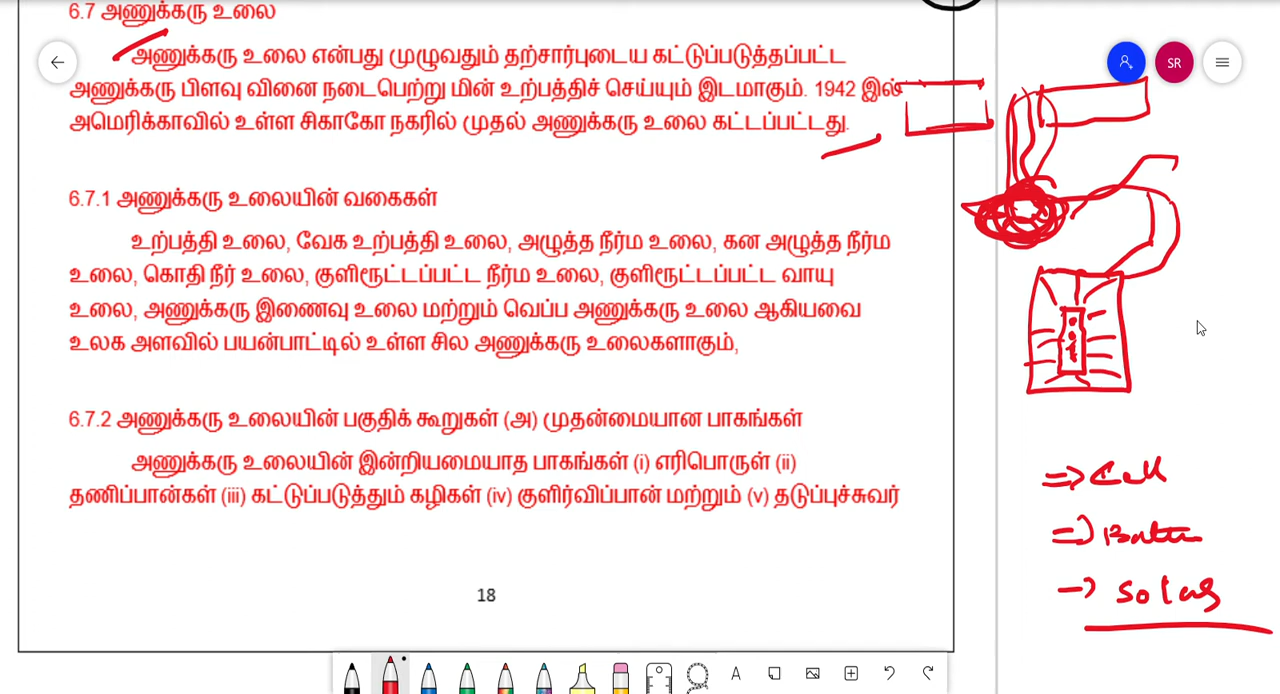 6.7 அணுக்கரு உலை
அணுக்கரு உலை என்பது முழுவதும் தற்சார்புடைய கட்டுப்படுத்தப்பட்ட
அணுக்கரு பிளவு வினை நடைபெற்று மின் உற்பத்திச் செய்யும் இடமாகும். 1942 இல்
அமெரிக்காவில் உள்ள சிகாகோ நகரில் முதல் அணுக்கரு உலை கட்டப்பட்டது.
6.7.1 அணுக்கரு உலையின் வகைகள்
உற்பத்தி உலை, வேக உற்பத்தி உலை, அழுத்த நீர்ம உலை, கன அழுத்த நீர்ம
உலை, கொதி நீர் உலை, குளிரூட்டப்பட்ட நீர்ம உலை, குளிரூட்டப்பட்ட வாயு
உலை, அணுக்கரு இணைவு உலை மற்றும் வெப்ப அணுக்கரு உலை ஆகியவை
உலக அளவில் பயன்பாட்டில் உள்ள சில அணுக்கரு உலைகளாகும்,
6.7.2 அணுக்கரு உலையின் பகுதிக் கூறுகள் (அ) முதன்மையான பாகங்கள்
அணுக்கரு உலையின் இன்றியமையாத பாகங்கள் (i) எரிபொருள் (ii)
தணிப்பான்கள் (iii) கட்டுப்படுத்தும் கழிகள் (iv) குளிர்விப்பான் மற்றும் (v) தடுப்புச்சுவர்
18
SR
=> Cell
-> Solar
A